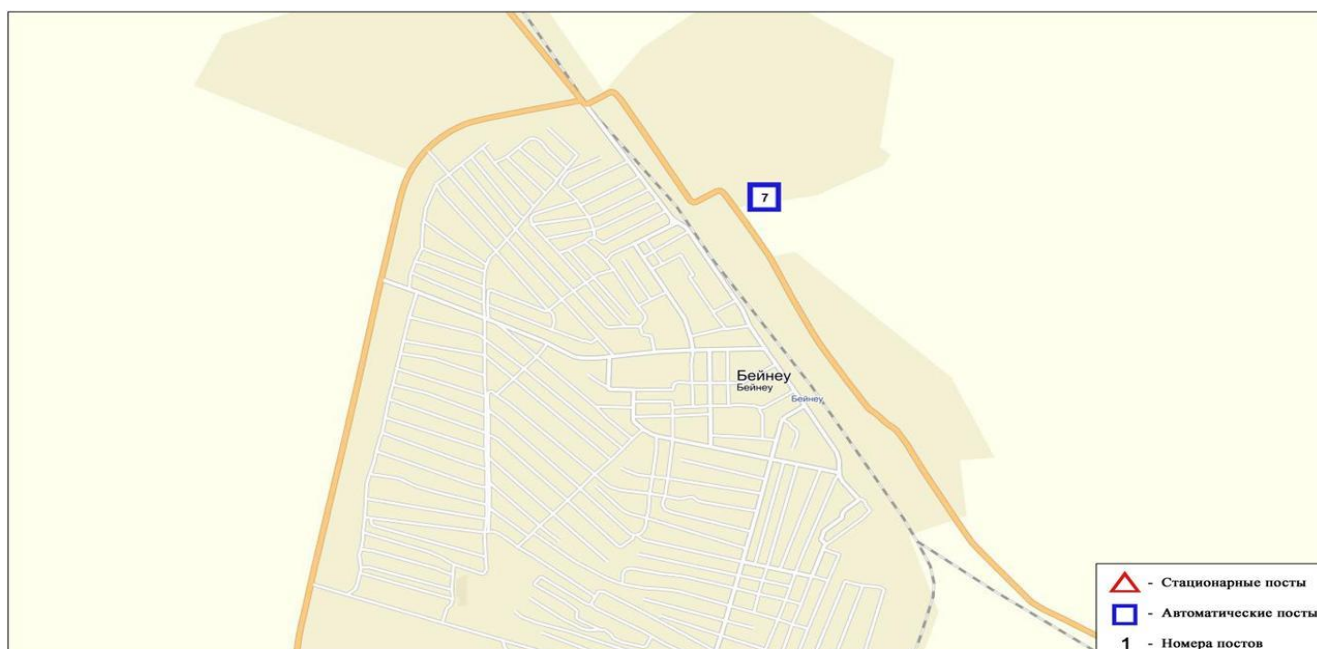 7
Бейнеу
Бейнеу
Бейнеу
- Стационарные посты
- Автоматические посты
1 - Номера постов